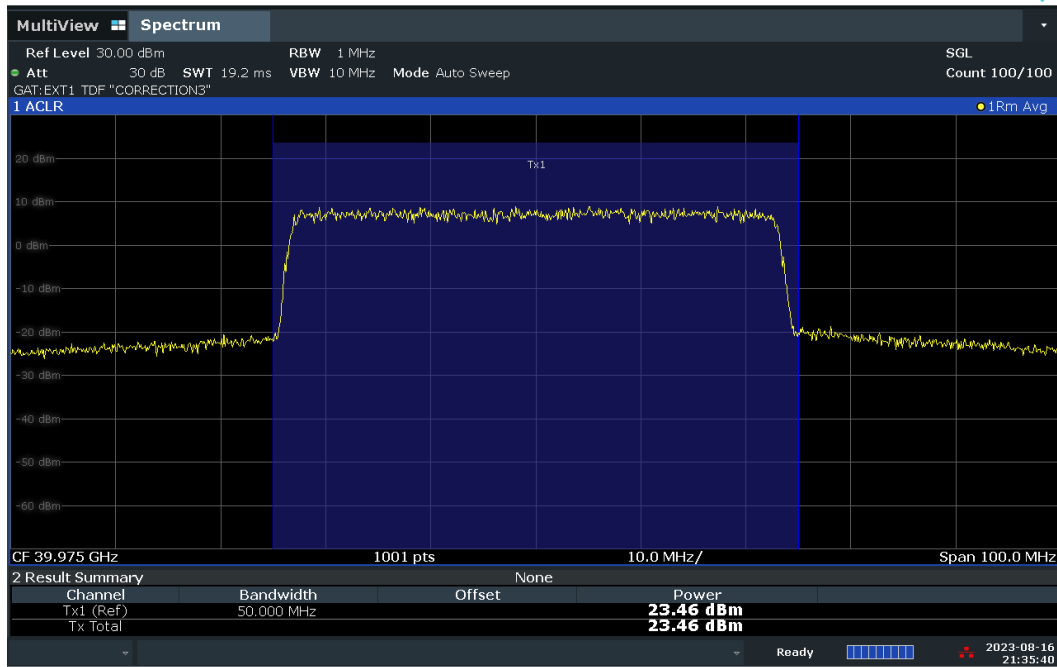 MultiView Spectrum
Ref Level 30.00 dBm RBW 1 MHz SGL
Att 30 dB SWT 19.2 ms VBW 10 MHz Mode Auto Sweep Count 100/100
GAT:EXT1 TDF "CORRECTION3"
1 ACLR 1Rm Avg
Tx1
20 dBm
10 dBm
0 dBm
-10 dBm
-20 dBm
-30 dBm
-40 dBm
-50 dBm
-60 dBm
CF 39.975 GHz 1001 pts 10.0 MHz/ Span 100.0 MHz
2 Result Summary None
Channel Bandwidth Offset Power
Tx1 (Ref) 50.000 MHz 23.46 dBm
Tx Total 23.46 dBm
Ready 2023-08-16
21:35:40